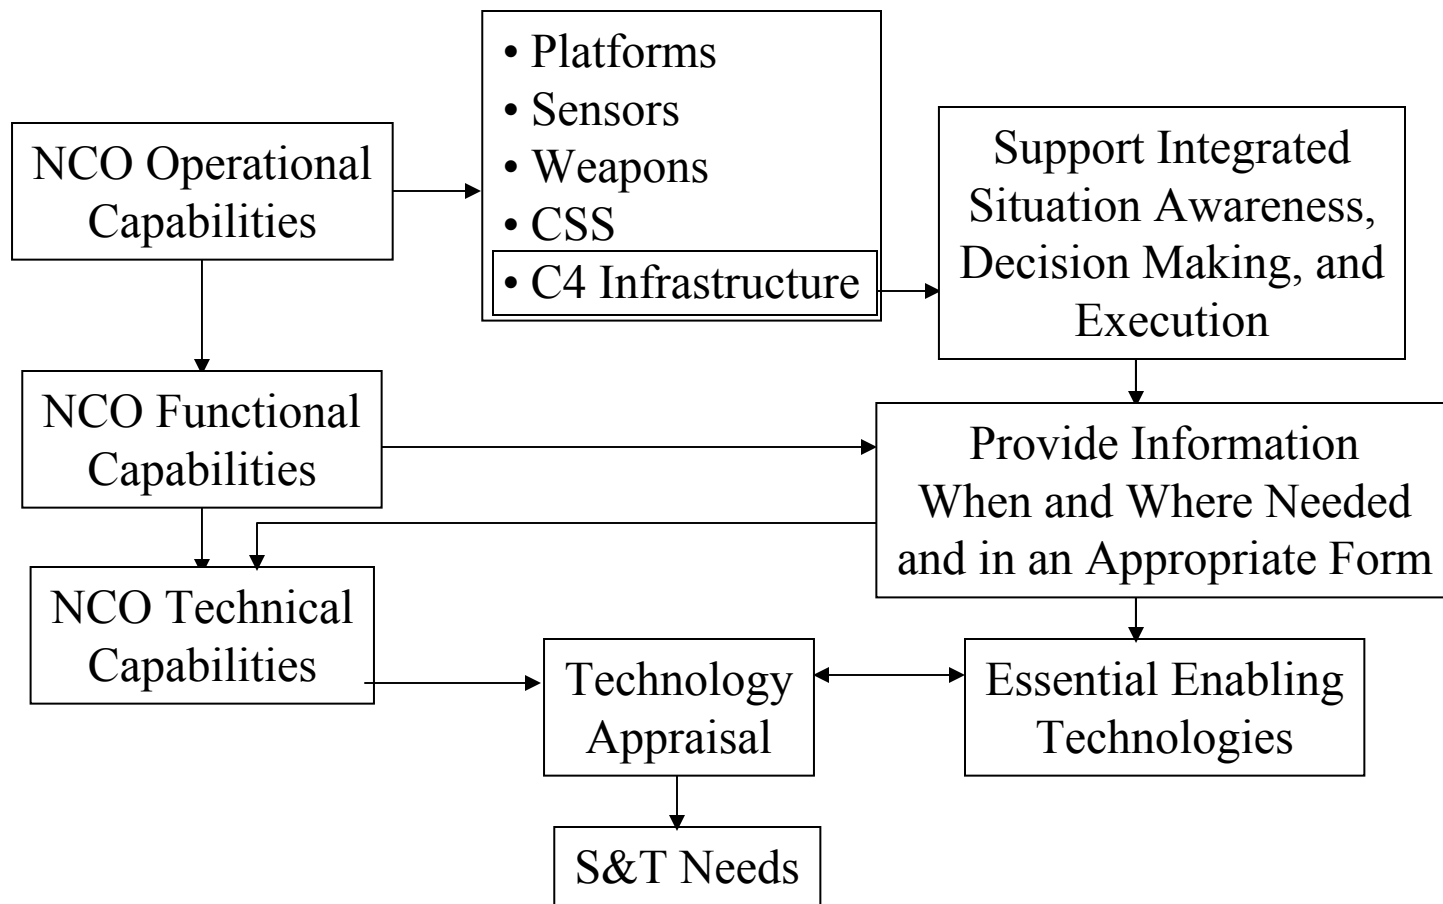 NCO Operational
Capabilities
• Platforms
• Sensors
• Weapons
• CSS
• C4 Infrastructure
Support Integrated
Situation Awareness,
Decision Making, and
Execution
NCO Functional
Capabilities
Provide Information
When and Where Needed
and in an Appropriate Form
NCO Technical
Capabilities
Technology
Appraisal
Essential Enabling
Technologies
S&T Needs